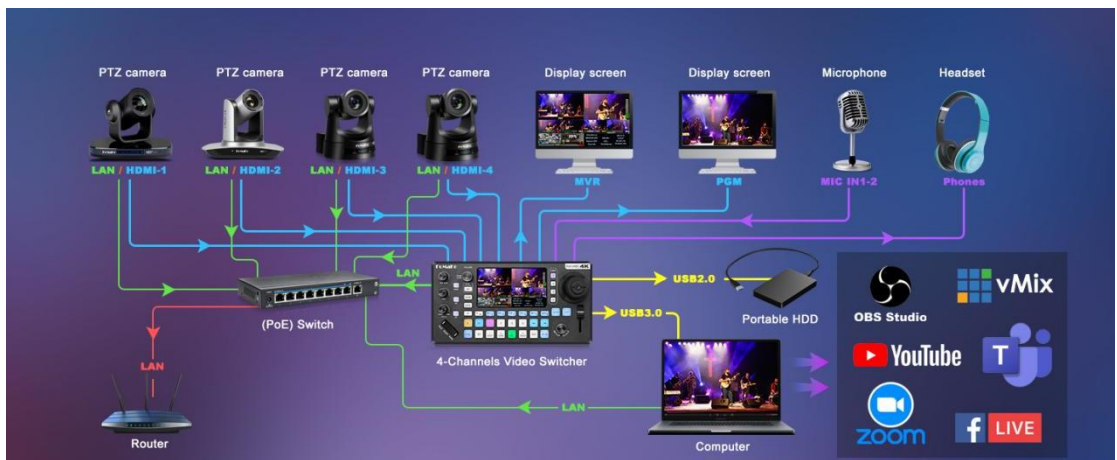 PTZ camera
PTZ camera
PTZ camera
PTZ camera
Display screen
Display screen
Microphone
Headset
LAN / HDMI-1
LAN / HDMI-2
LAN / HDMI-3
LAN / HDMI-4
MVR
PGM
MIC IN1-2
Phones
LAN
USB2.0
USB3.0
(PoE) Switch
4-Channels Video Switcher
Portable HDD
OBS Studio
vMix
YouTube
T
zoom
f LIVE
LAN
LAN
Router
Computer